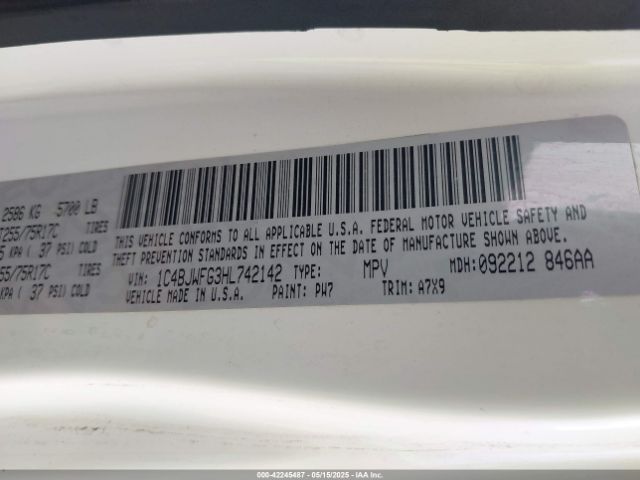 2586 KG 5700 LB
255/75R17C TIRES
KPA ( 37 PSI) COLD
55/75R17C TIRES
KPA ( 37 PSI) COLD
THIS VEHICLE CONFORMS TO ALL APPLICABLE U.S.A. FEDERAL MOTOR VEHICLE SAFETY AND
THEFT PREVENTION STANDARDS IN EFFECT ON THE DATE OF MANUFACTURE SHOWN ABOVE.
VIN: 1C4BJWFG3HL742142 TYPE: MPV MDH: 092212 846AA
VEHICLE MADE IN U.S.A. PAINT: PW7 TRIM: A7X9
000-42245487 — 05/15/2025 — IAA Inc.